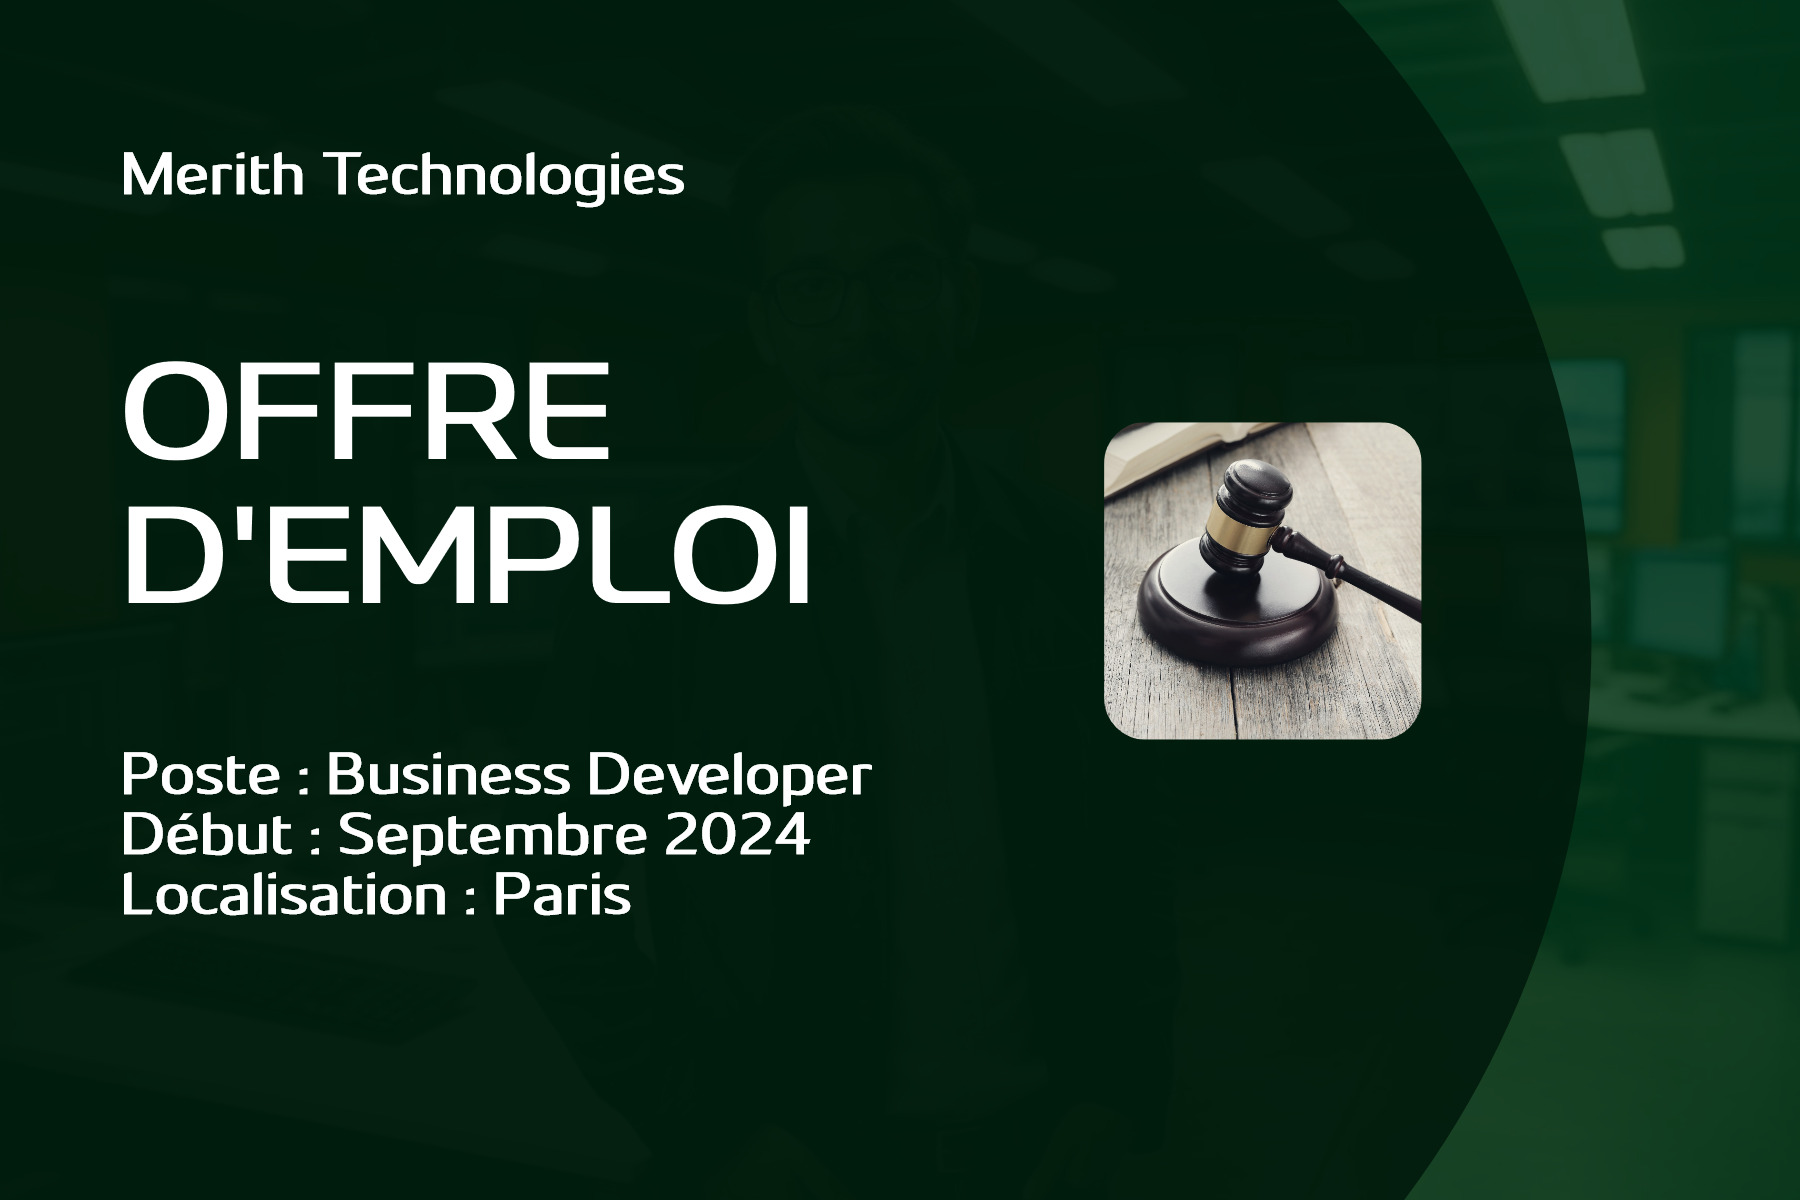 Merith Technologies
OFFRE
D'EMPLOI
Poste : Business Developer
Début : Septembre 2024
Localisation : Paris